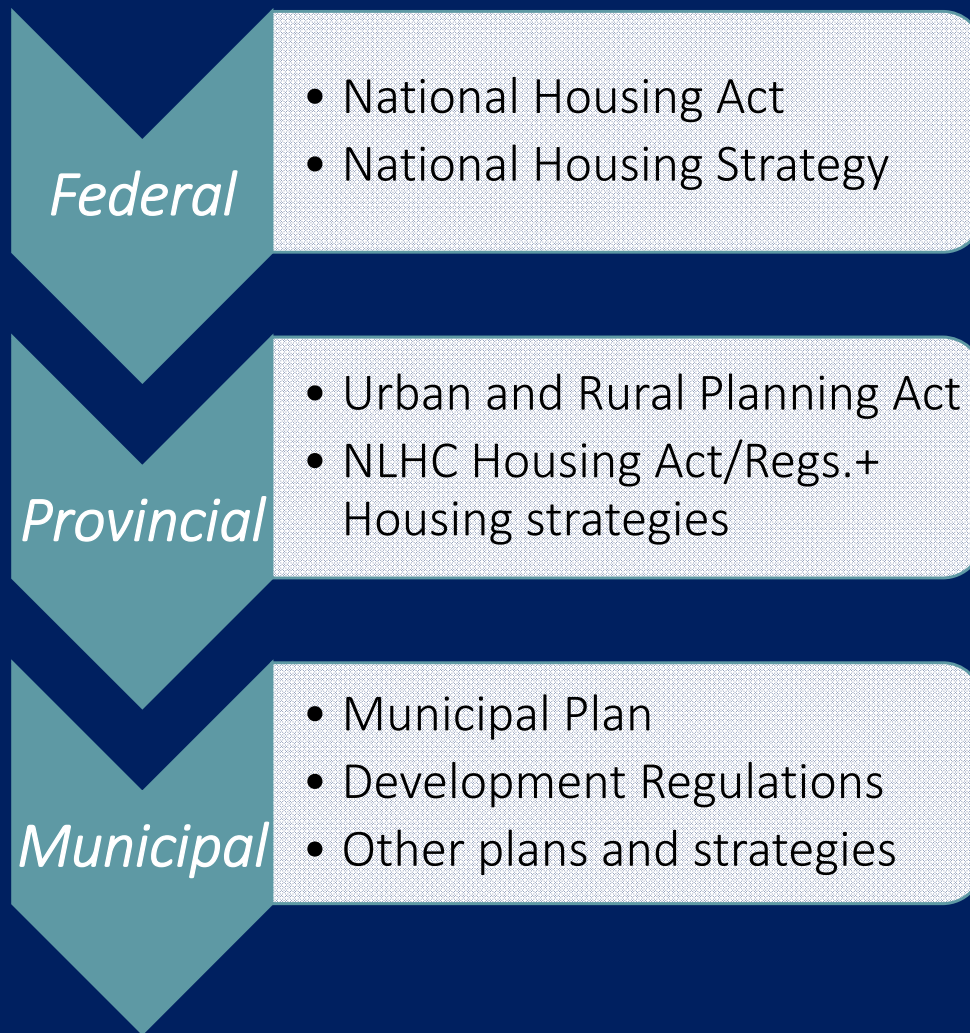 Federal
• National Housing Act
• National Housing Strategy
Provincial
• Urban and Rural Planning Act
• NLHC Housing Act/Regs.+
Housing strategies
Municipal
• Municipal Plan
• Development Regulations
• Other plans and strategies